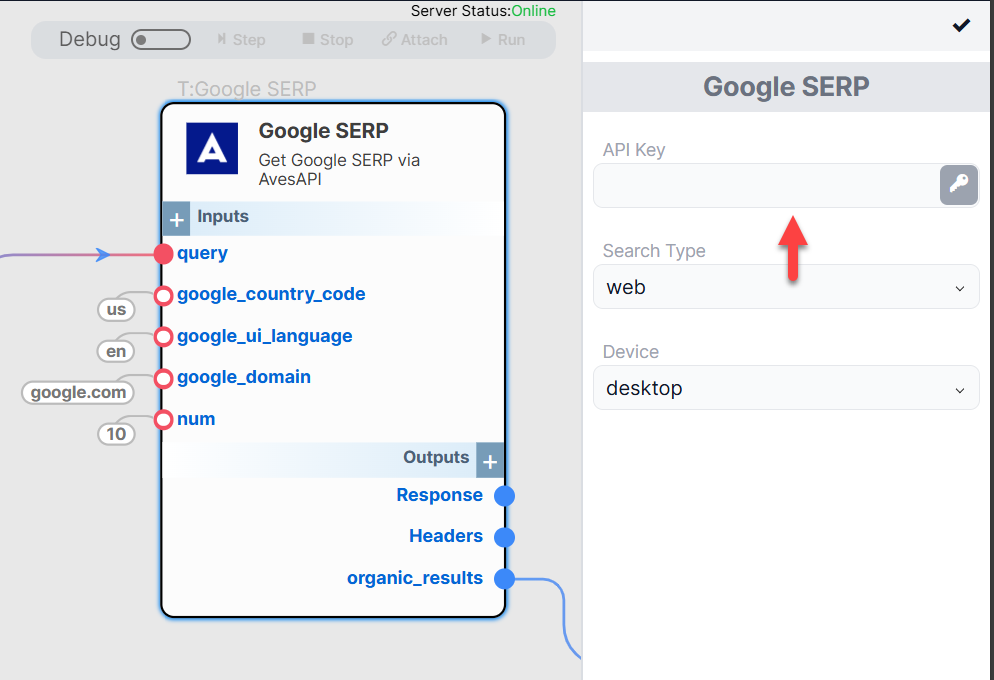 Server Status:Online
Debug
Step
Stop
Attach
Run
T:Google SERP
A
Google SERP
Get Google SERP via
AvesAPI
+ Inputs
query
google_country_code
us
google_ui_language
en
google_domain
google.com
num
10
Outputs +
Response
Headers
organic_results
Google SERP
API Key
Search Type
web
Device
desktop